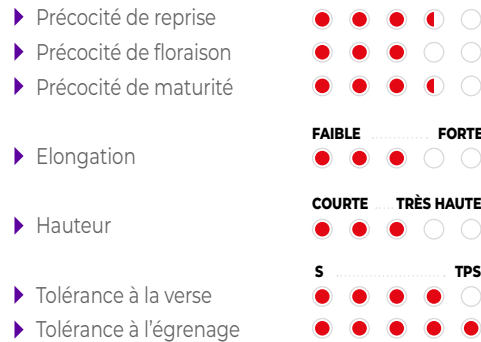 Précocité de reprise
Précocité de floraison
Précocité de maturité
FAIBLE ............ FORTE
Elongation
COURTE .... TRÈS HAUTE
Hauteur
S ......................... TPS
Tolérance à la verse
Tolérance à l'égrenage